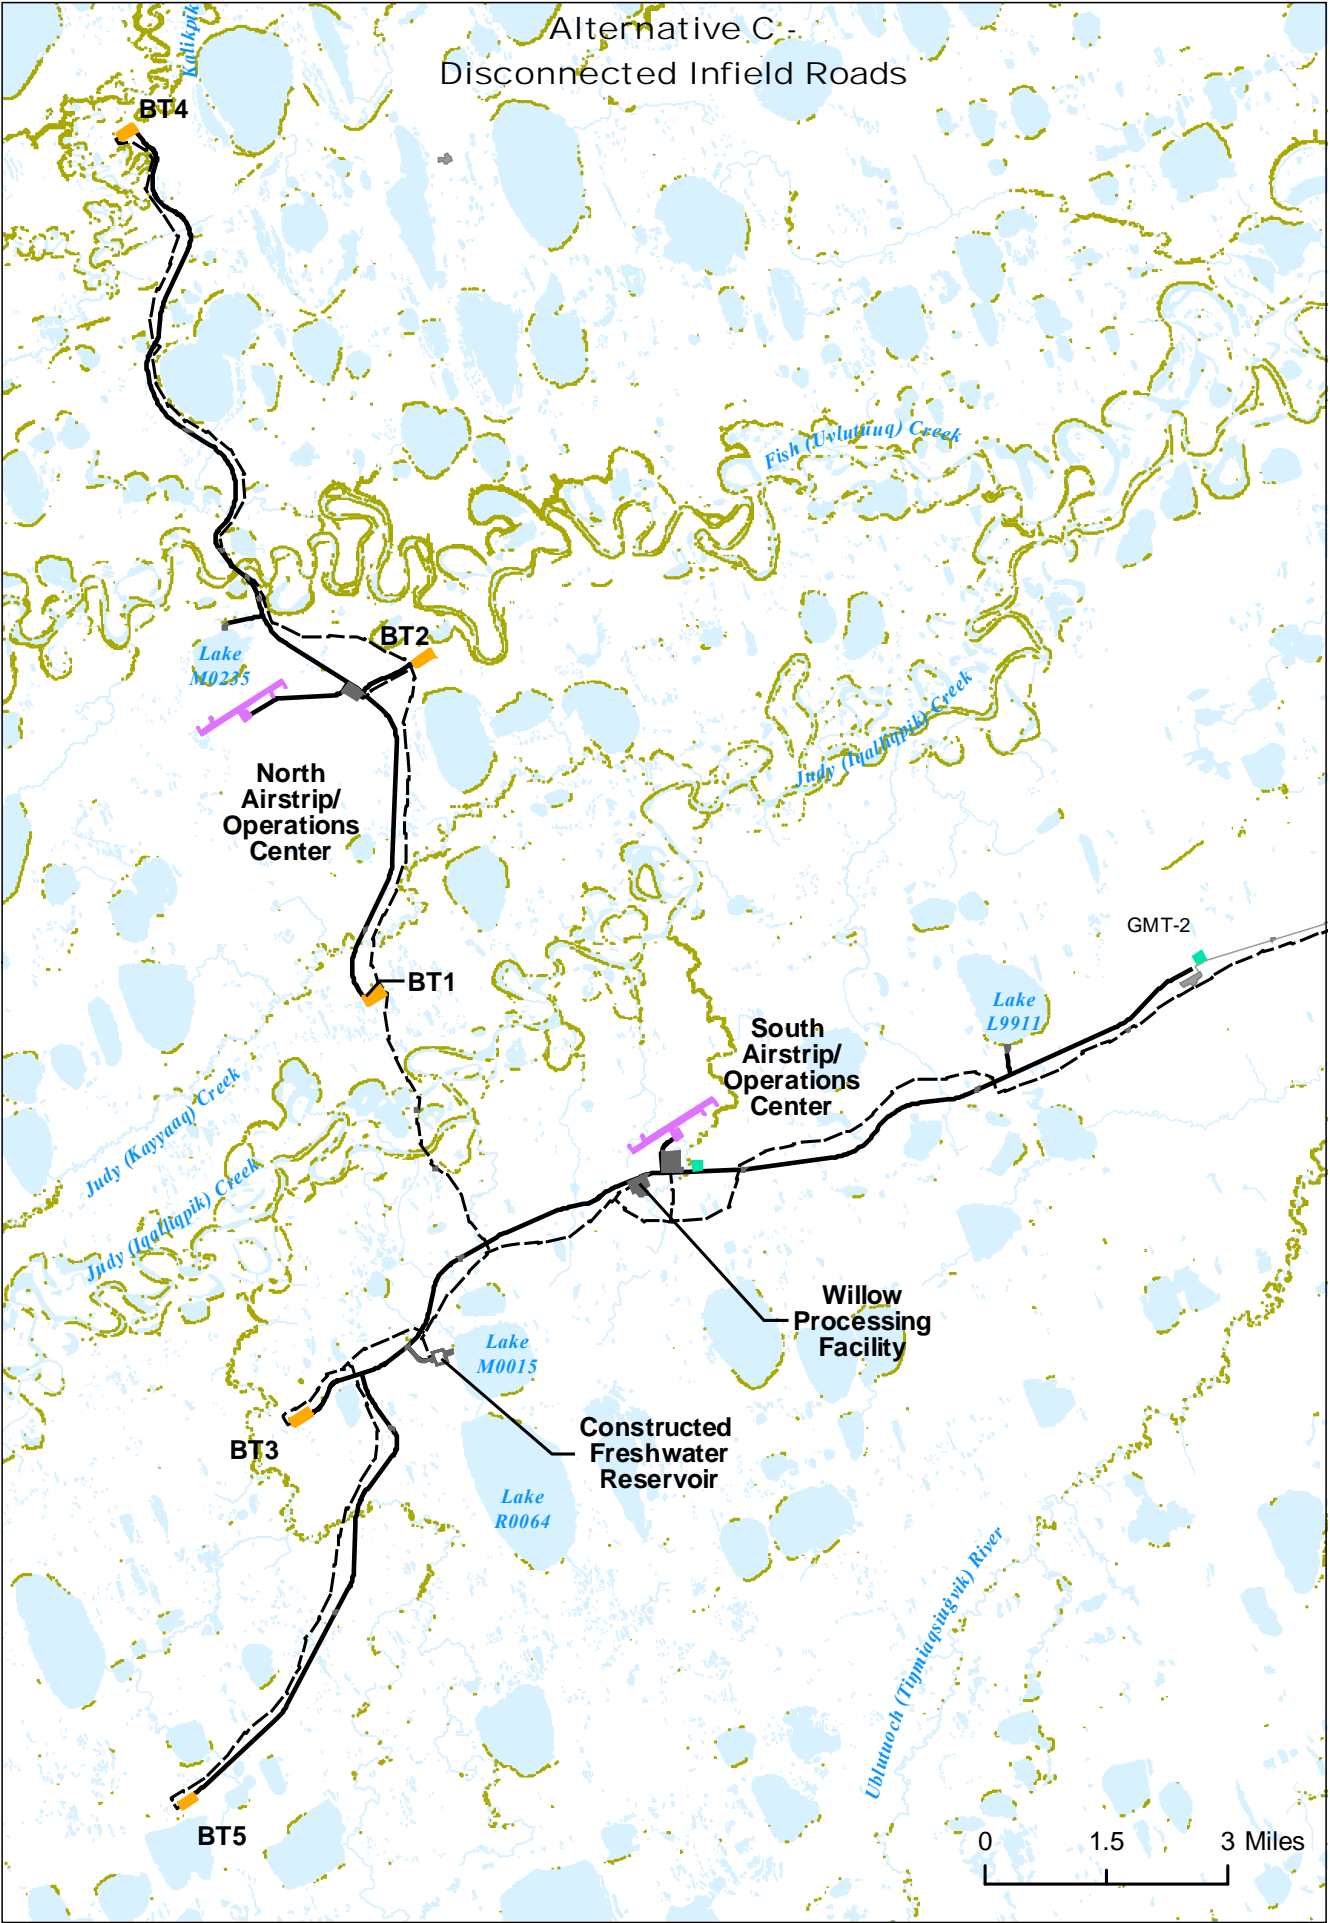 Alternative C -
Disconnected Infield Roads
Kalikpik
BT4
Fish (Uvlutuuq) Creek
BT2
Lake
M0235
Judy (Iqalliqpik) Creek
North
Airstrip/
Operations
Center
GMT-2
BT1
Lake
L9911
South
Airstrip/
Operations
Center
Judy (Kayyaaq) Creek
Judy (Iqalliqpik) Creek
Willow
Processing
Facility
Lake
M0015
Constructed
Freshwater
Reservoir
BT3
Lake
R0064
Ublutuoch (Tiŋmiaqsiuġvik) River
BT5
0 1.5 3 Miles